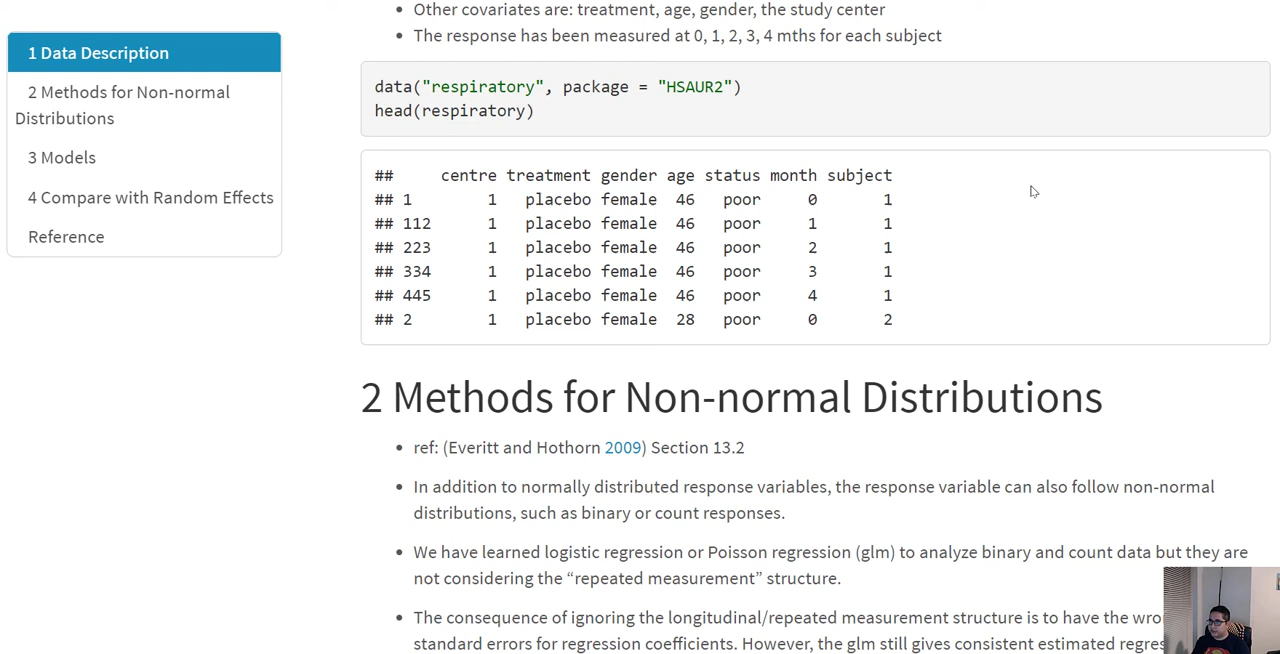 Other covariates are: treatment, age, gender, the study center
The response has been measured at 0, 1, 2, 3, 4 mths for each subject
1 Data Description
2 Methods for Non-normal
Distributions
3 Models
4 Compare with Random Effects
Reference
data("respiratory", package = "HSAUR2")
head(respiratory)
## centre treatment gender age status month subject
## 1 1 placebo female 46 poor 0 1
## 112 1 placebo female 46 poor 1 1
## 223 1 placebo female 46 poor 2 1
## 334 1 placebo female 46 poor 3 1
## 445 1 placebo female 46 poor 4 1
## 2 1 placebo female 28 poor 0 2
2 Methods for Non-normal Distributions
ref: (Everitt and Hothorn 2009) Section 13.2
In addition to normally distributed response variables, the response variable can also follow non-normal
distributions, such as binary or count responses.
We have learned logistic regression or Poisson regression (glm) to analyze binary and count data but they are
not considering the "repeated measurement" structure.
The consequence of ignoring the longitudinal/repeated measurement structure is to have the
standard errors for regression coefficients. However, the glm still gives consistent estimated